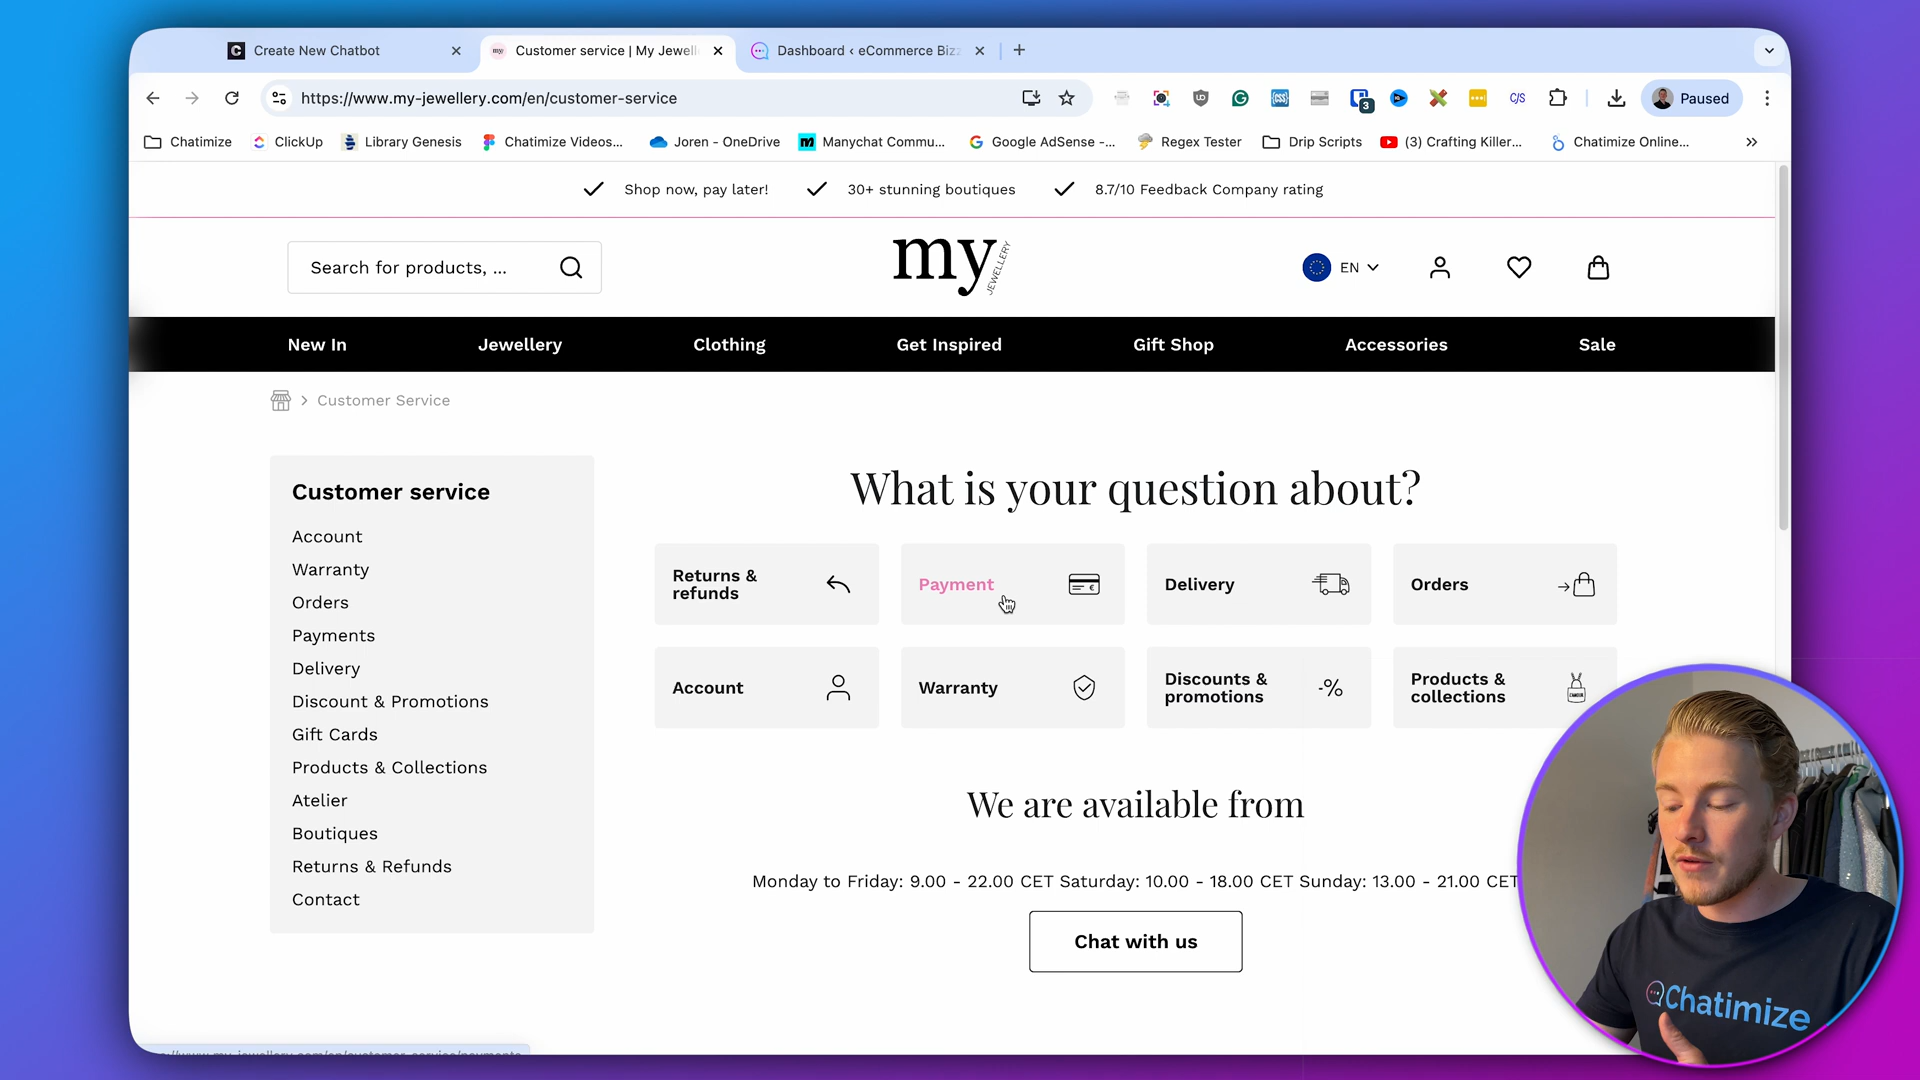 Create New Chatbot
Customer service | My Jewell
Dashboard ‹ eCommerce Bizz
https://www.my-jewellery.com/en/customer-service
3
Paused
Chatimize
ClickUp
Library Genesis
Chatimize Videos...
Joren - OneDrive
Manychat Commu...
Google AdSense -...
Regex Tester
Drip Scripts
(3) Crafting Killer...
Chatimize Online...
Shop now, pay later!
30+ stunning boutiques
8.7/10 Feedback Company rating
Search for products, ...
my
JEWELLERY
EN
New In
Jewellery
Clothing
Get Inspired
Gift Shop
Accessories
Sale
Customer Service
Customer service
Account
Warranty
Orders
Payments
Delivery
Discount & Promotions
Gift Cards
Products & Collections
Atelier
Boutiques
Returns & Refunds
Contact
What is your question about?
Returns &
refunds
Payment
Delivery
Orders
Account
Warranty
Discounts &
promotions
-%
Products &
collections
We are available from
Monday to Friday: 9.00 - 22.00 CET Saturday: 10.00 - 18.00 CET Sunday: 13.00 - 21.00 CET
Chat with us
Chatimize